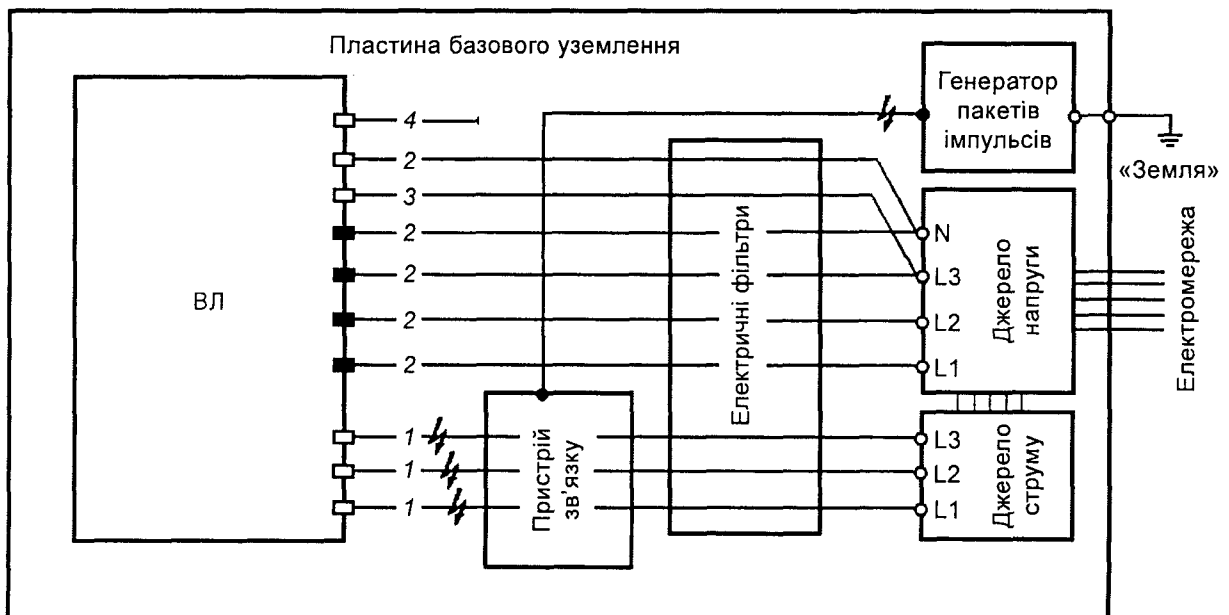 Пластина базового уземлення
Генератор
пакетів
імпульсів
«Земля»
ВЛ
4
2
3
2
2
2
2
1
1
1
Пристрій
зв'язку
Електричні фільтри
N
L3
L2
L1
Джерело
напруги
Електромережа
L3
L2
L1
Джерело
струму